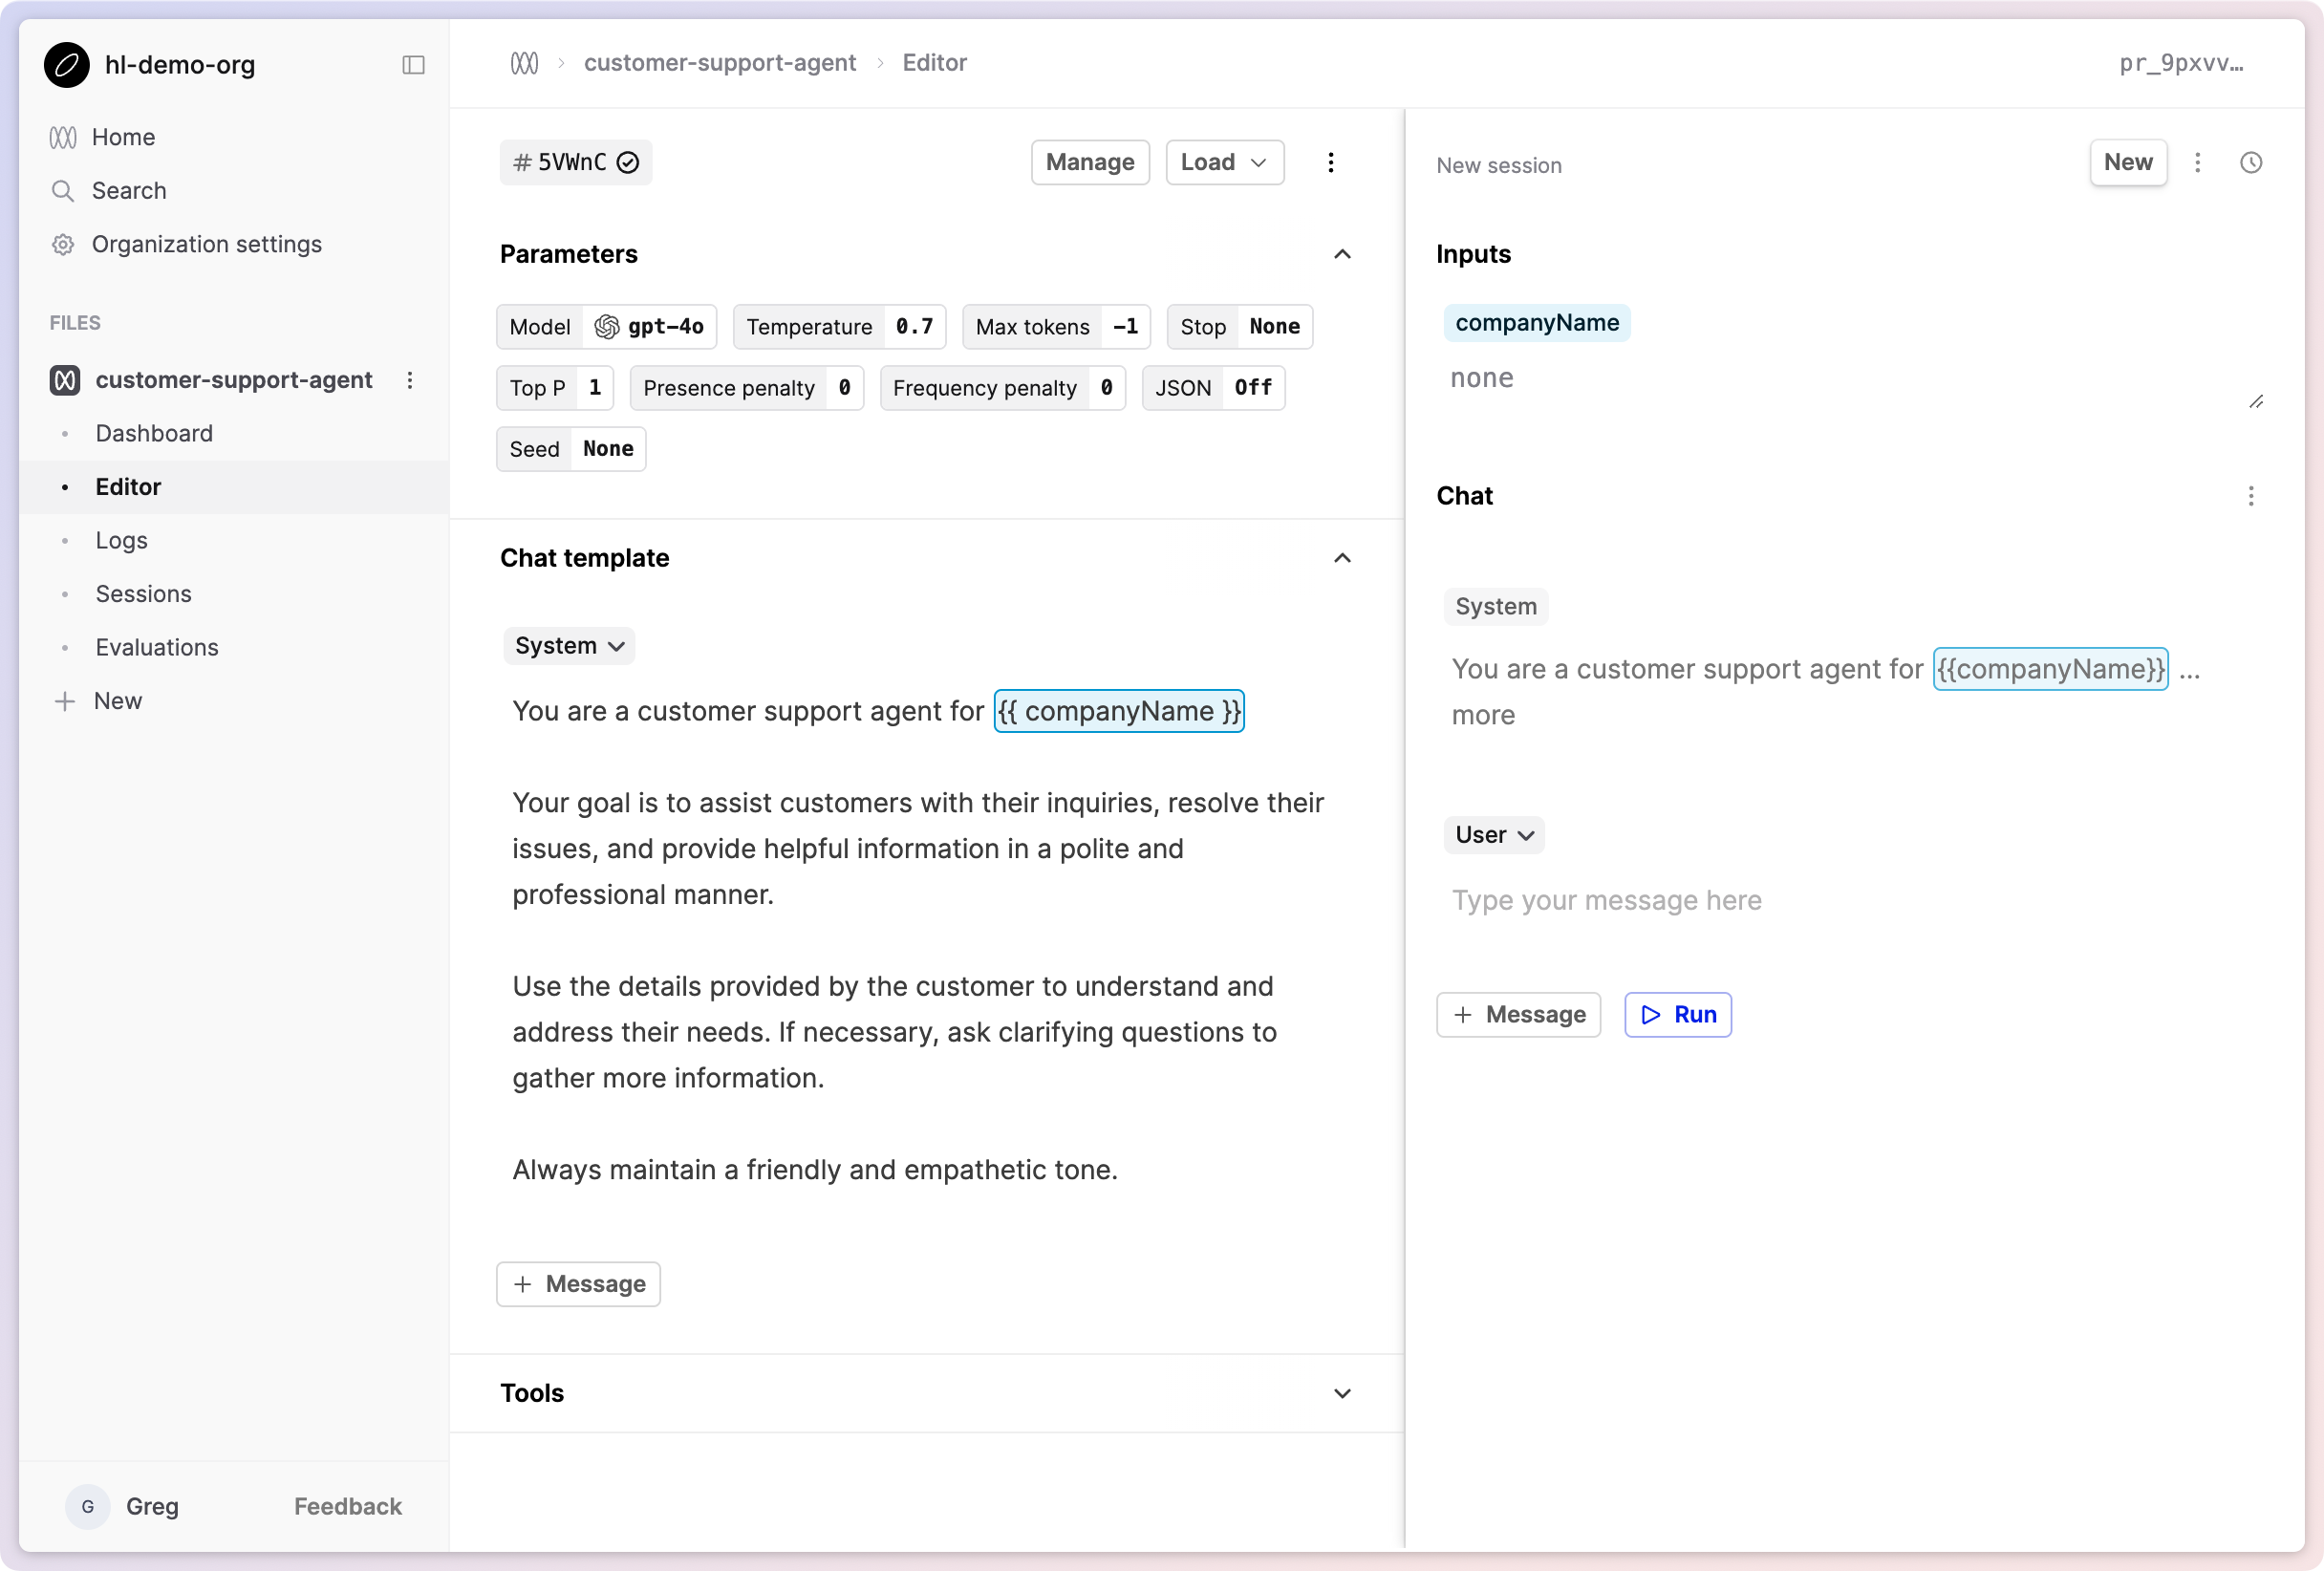 hl-demo-org
Home
Search
Organization settings
FILES
customer-support-agent
Dashboard
Editor
Logs
Sessions
Evaluations
New
G
Greg
Feedback
customer-support-agent
Editor
pr_9pxvv…
#5VWnC
Manage
Load
Parameters
Model gpt-4o
Temperature 0.7
Max tokens -1
Stop None
Top P 1
Presence penalty 0
Frequency penalty 0
JSON Off
Seed None
Chat template
System
You are a customer support agent for {{ companyName }}
Your goal is to assist customers with their inquiries, resolve their
issues, and provide helpful information in a polite and
professional manner.
Use the details provided by the customer to understand and
address their needs. If necessary, ask clarifying questions to
gather more information.
Always maintain a friendly and empathetic tone.
Message
Tools
New session
New
Inputs
companyName
none
Chat
System
You are a customer support agent for {{companyName}} ...
more
User
Type your message here
Message
Run